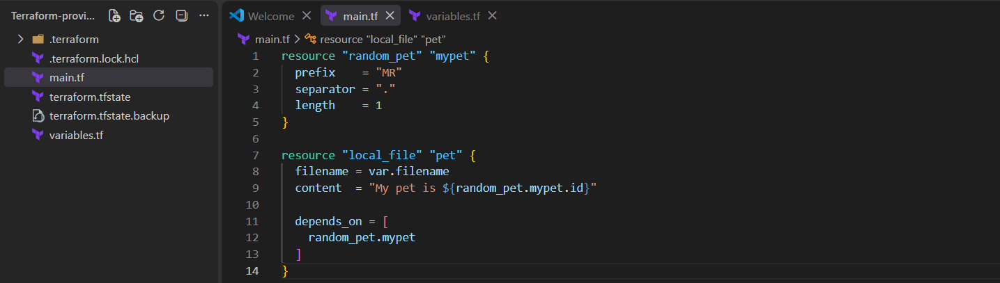 Terraform-provi... ...
.terraform
.terraform.lock.hcl
main.tf
terraform.tfstate
terraform.tfstate.backup
variables.tf
Welcome main.tf variables.tf
main.tf > resource "local_file" "pet"
1 resource "random_pet" "mypet" {
2   prefix    = "MR"
3   separator = "."
4   length    = 1
5 }
6
7 resource "local_file" "pet" {
8   filename = var.filename
9   content  = "My pet is ${random_pet.mypet.id}"
10
11   depends_on = [
12     random_pet.mypet
13   ]
14 }